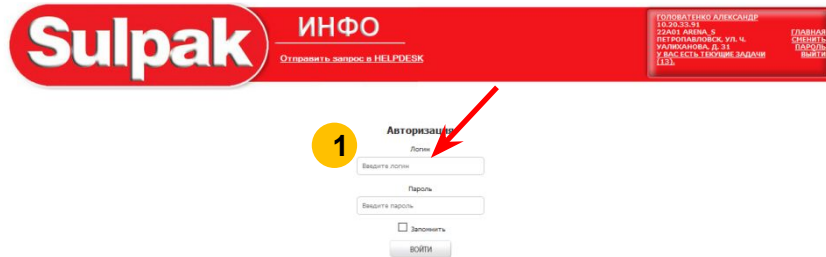 Sulpak
ИНФО
Отправить запрос в HELPDESK
ГОЛОВАТЕНКО АЛЕКСАНДР
10.20.33.91
22A01 ARENA_S
ПЕТРОПАВЛОВСК, УЛ. Ч.
УАЛИХАНОВА, Д. 31
У ВАС ЕСТЬ ТЕКУЩИЕ ЗАДАЧИ
(13).
ГЛАВНАЯ
СМЕНИТЬ
ПАРОЛЬ
ВЫЙТИ
Авторизация
1
Логин
Введите логин
Пароль
Введите пароль
Запомнить
ВОЙТИ